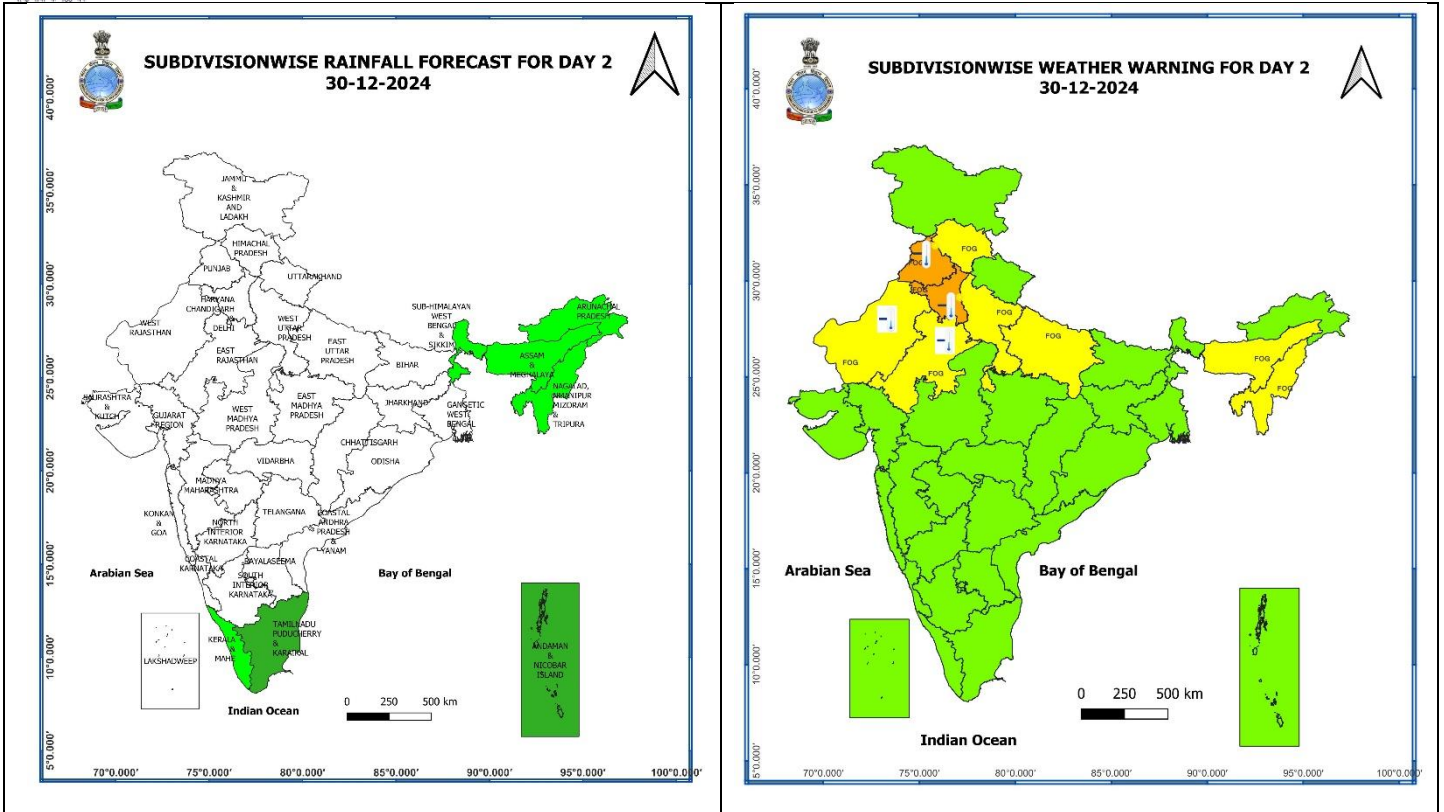 SUBDIVISIONWISE RAINFALL FORECAST FOR DAY 2
30-12-2024
40°0.000'
35°0.000'
30°0.000'
25°0.000'
20°0.000'
15°0.000'
10°0.000'
5°0.000'
JAMMU
&
KASHMIR
AND
LADAKH
HIMACHAL
PRADESH
PUNJAB
UTTARAKHAND
HARYANA
CHANDIGARH
&
DELHI
WEST
RAJASTHAN
WEST
UTTAR
PRADESH
EAST
RAJASTHAN
EAST
UTTAR
PRADESH
SUB-HIMALAYAN
WEST
BENGAL
&
SIKKIM
ARUNACHAL
PRADESH
ASSAM
&
MEGHALAYA
BIHAR
NAGALAD,
MANIPUR
MIZORAM
&
TRIPURA
SAURASHTRA
&
KUTCH
GUJARAT
REGION
WEST
MADHYA
PRADESH
EAST
MADHYA
PRADESH
JHARKHAND
GANGETIC
WEST
BENGAL
CHHATTISGARH
ODISHA
VIDARBHA
MADHYA
MAHARASHTRA
KONKAN
&
GOA
NORTH
INTERIOR
KARNATAKA
TELANGANA
COASTAL
ANDHRA
PRADESH
&
YANAM
COASTAL
KARNATAKA
RAYALASEEMA
SOUTH
INTERIOR
KARNATAKA
Arabian Sea
Bay of Bengal
TAMILNADU
PUDUCHERRY
&
KARAIKAL
KERALA
&
MAHE
LAKSHADWEEP
ANDAMAN
&
NICOBAR
ISLAND
Indian Ocean
0 250 500 km
70°0.000' 75°0.000' 80°0.000' 85°0.000' 90°0.000' 95°0.000' 100°0.000'
SUBDIVISIONWISE WEATHER WARNING FOR DAY 2
30-12-2024
40°0.000'
35°0.000'
30°0.000'
25°0.000'
20°0.000'
15°0.000'
10°0.000'
5°0.000'
FOG
FOG
FOG
FOG
FOG
FOG
FOG
FOG
FOG
Arabian Sea
Bay of Bengal
Indian Ocean
0 250 500 km
70°0.000' 75°0.000' 80°0.000' 85°0.000' 90°0.000' 95°0.000' 100°0.000'